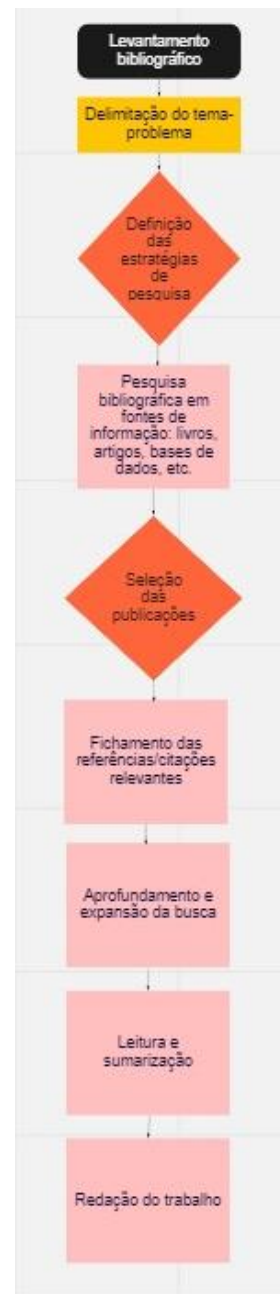 Levantamento
bibliográfico
Delimitação do tema-
problema
Definição
das
estratégias
de
pesquisa
Pesquisa
bibliográfica em
fontes de
informação: livros,
artigos, bases de
dados, etc.
Seleção
das
publicações
Fichamento das
referências/citações
relevantes
Aprofundamento e
expansão da busca
Leitura e
sumarização
Redação do trabalho